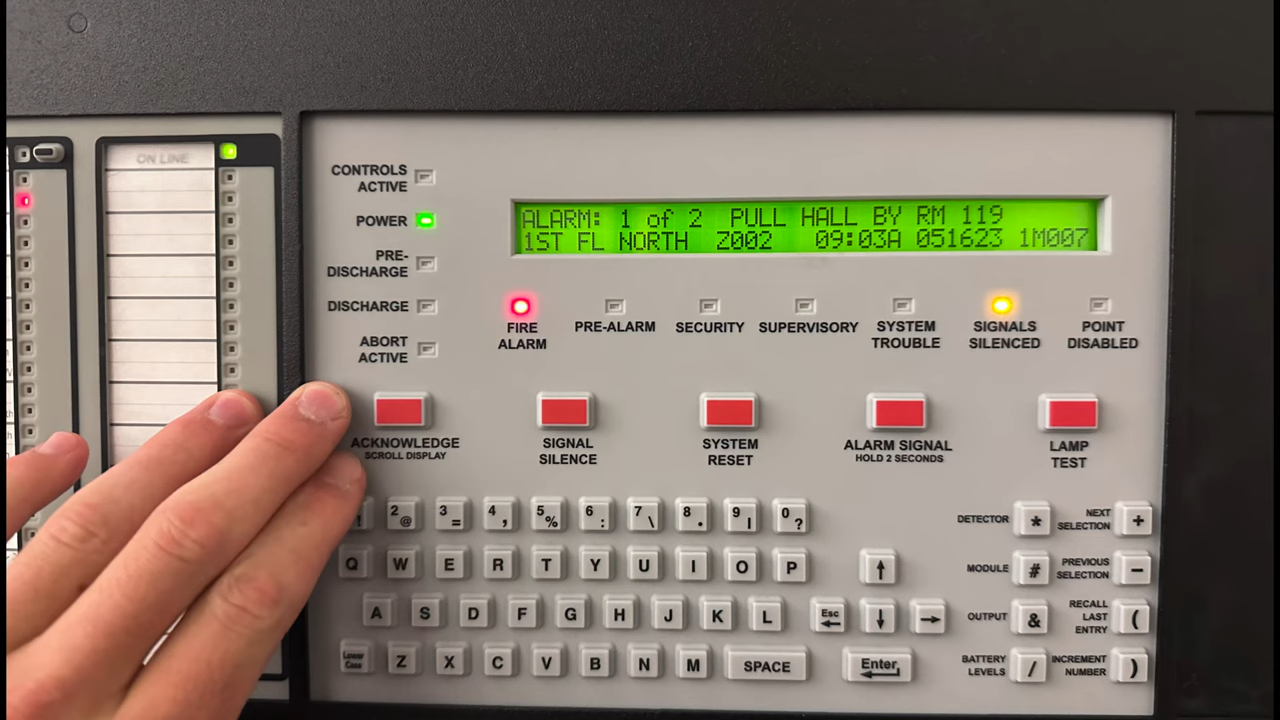 ON LINE
CONTROLS
ACTIVE
POWER
PRE-
DISCHARGE
DISCHARGE
ABORT
ACTIVE
ALARM: 1 of 2 PULL HALL BY RM 119
1ST FL NORTH Z002 09:03A 051623 1M007
FIRE
ALARM
PRE-ALARM
SECURITY
SUPERVISORY
SYSTEM
TROUBLE
SIGNALS
SILENCED
POINT
DISABLED
ACKNOWLEDGE
SCROLL DISPLAY
SIGNAL
SILENCE
SYSTEM
RESET
ALARM SIGNAL
HOLD 2 SECONDS
LAMP
TEST
! 2 @ 3 = 4 , 5 % 6 : 7 \ 8 . 9 | 0 ?
Q W E R T Y U I O P
A S D F G H J K L
Lower
Case
Z X C V B N M SPACE
↑
Esc
← ↓ →
Enter
DETECTOR *
NEXT
SELECTION +
MODULE #
PREVIOUS
SELECTION −
OUTPUT &
RECALL
LAST
ENTRY (
BATTERY
LEVELS /
INCREMENT
NUMBER )